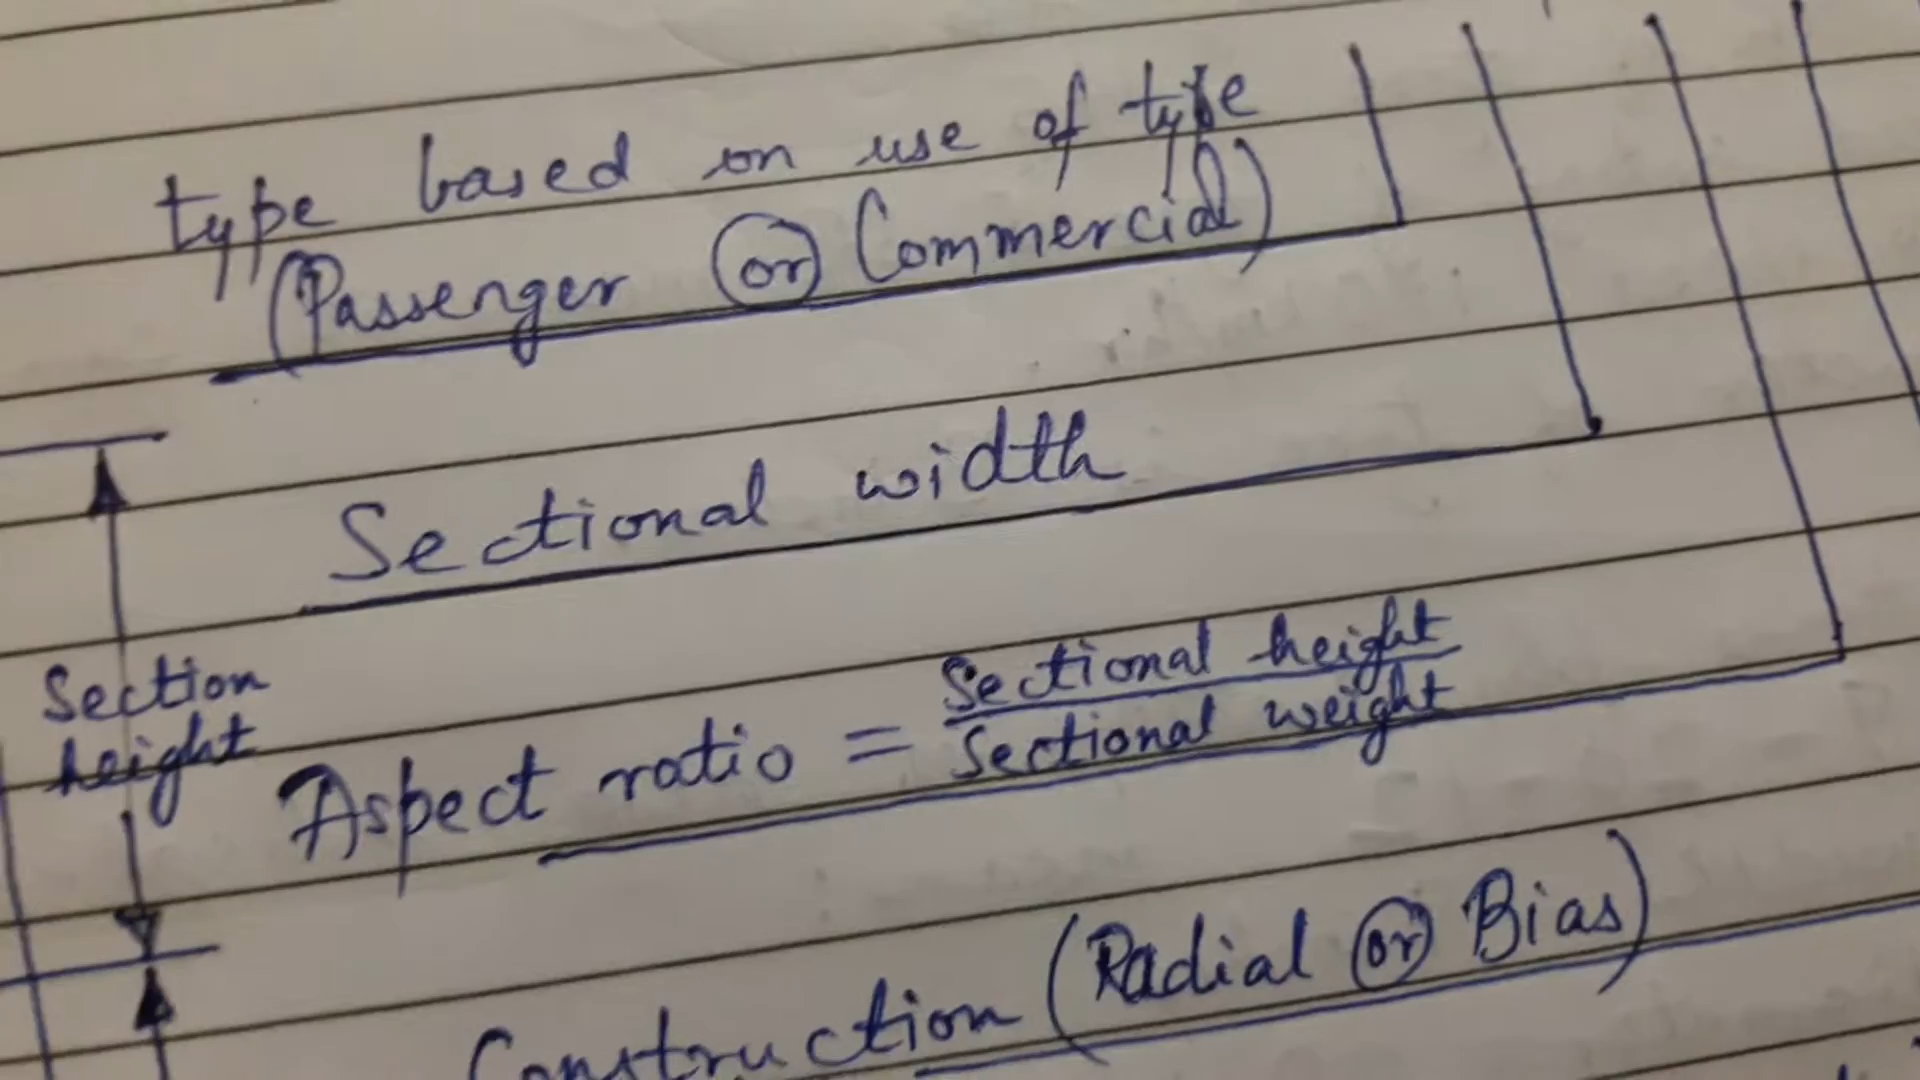 type based on use of type
(Passenger or Commercial)
Sectional width
Section
height
Aspect ratio = Sectional height
Sectional weight
Construction (Radial or Bias)